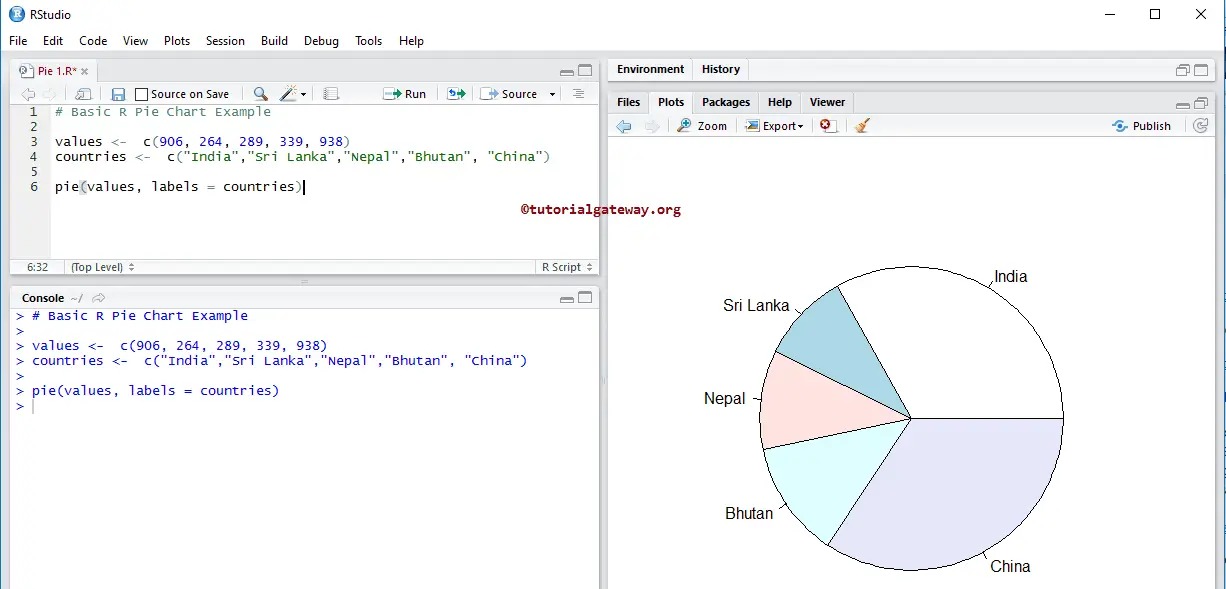 RStudio
File Edit Code View Plots Session Build Debug Tools Help
Pie 1.R*
Source on Save Run Source
1 # Basic R Pie Chart Example
2
3 values <-  c(906, 264, 289, 339, 938)
4 countries <-  c("India","Sri Lanka","Nepal","Bhutan", "China")
5
6 pie(values, labels = countries)
6:32 (Top Level) R Script
Console ~/
> # Basic R Pie Chart Example
>
> values <-  c(906, 264, 289, 339, 938)
> countries <-  c("India","Sri Lanka","Nepal","Bhutan", "China")
>
> pie(values, labels = countries)
>
©tutorialgateway.org
Environment History
Files Plots Packages Help Viewer
Zoom Export Publish
India
Sri Lanka
Nepal
Bhutan
China